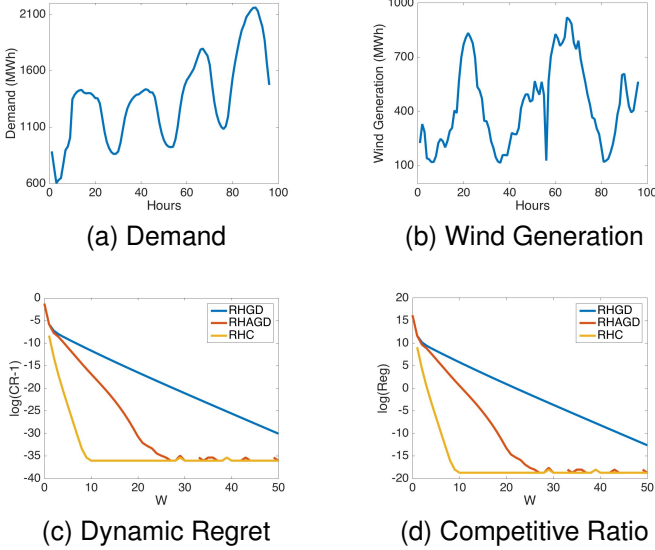 2100
1600
1100
600
Demand (MWh)
0 20 40 60 80 100
Hours
(a) Demand
1000
700
400
100
Wind Generation (MWh)
0 20 40 60 80 100
Hours
(b) Wind Generation
0
-5
-10
-15
-20
-25
-30
-35
-40
log(CR-1)
RHGD
RHAGD
RHC
0 10 20 30 40 50
W
(c) Dynamic Regret
20
15
10
5
0
-5
-10
-15
-20
log(Reg)
RHGD
RHAGD
RHC
0 10 20 30 40 50
W
(d) Competitive Ratio